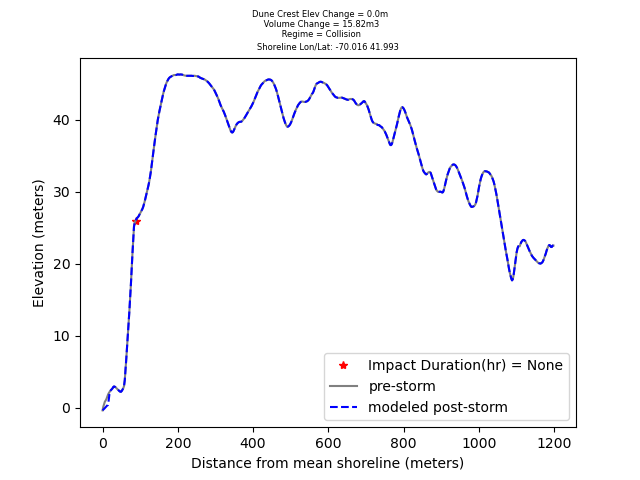 Dune Crest Elev Change = 0.0m
Volume Change = 15.82m3
Regime = Collision
Shoreline Lon/Lat: -70.016 41.993
40
30
20
10
0
Elevation (meters)
Impact Duration(hr) = None
pre-storm
modeled post-storm
0 200 400 600 800 1000 1200
Distance from mean shoreline (meters)